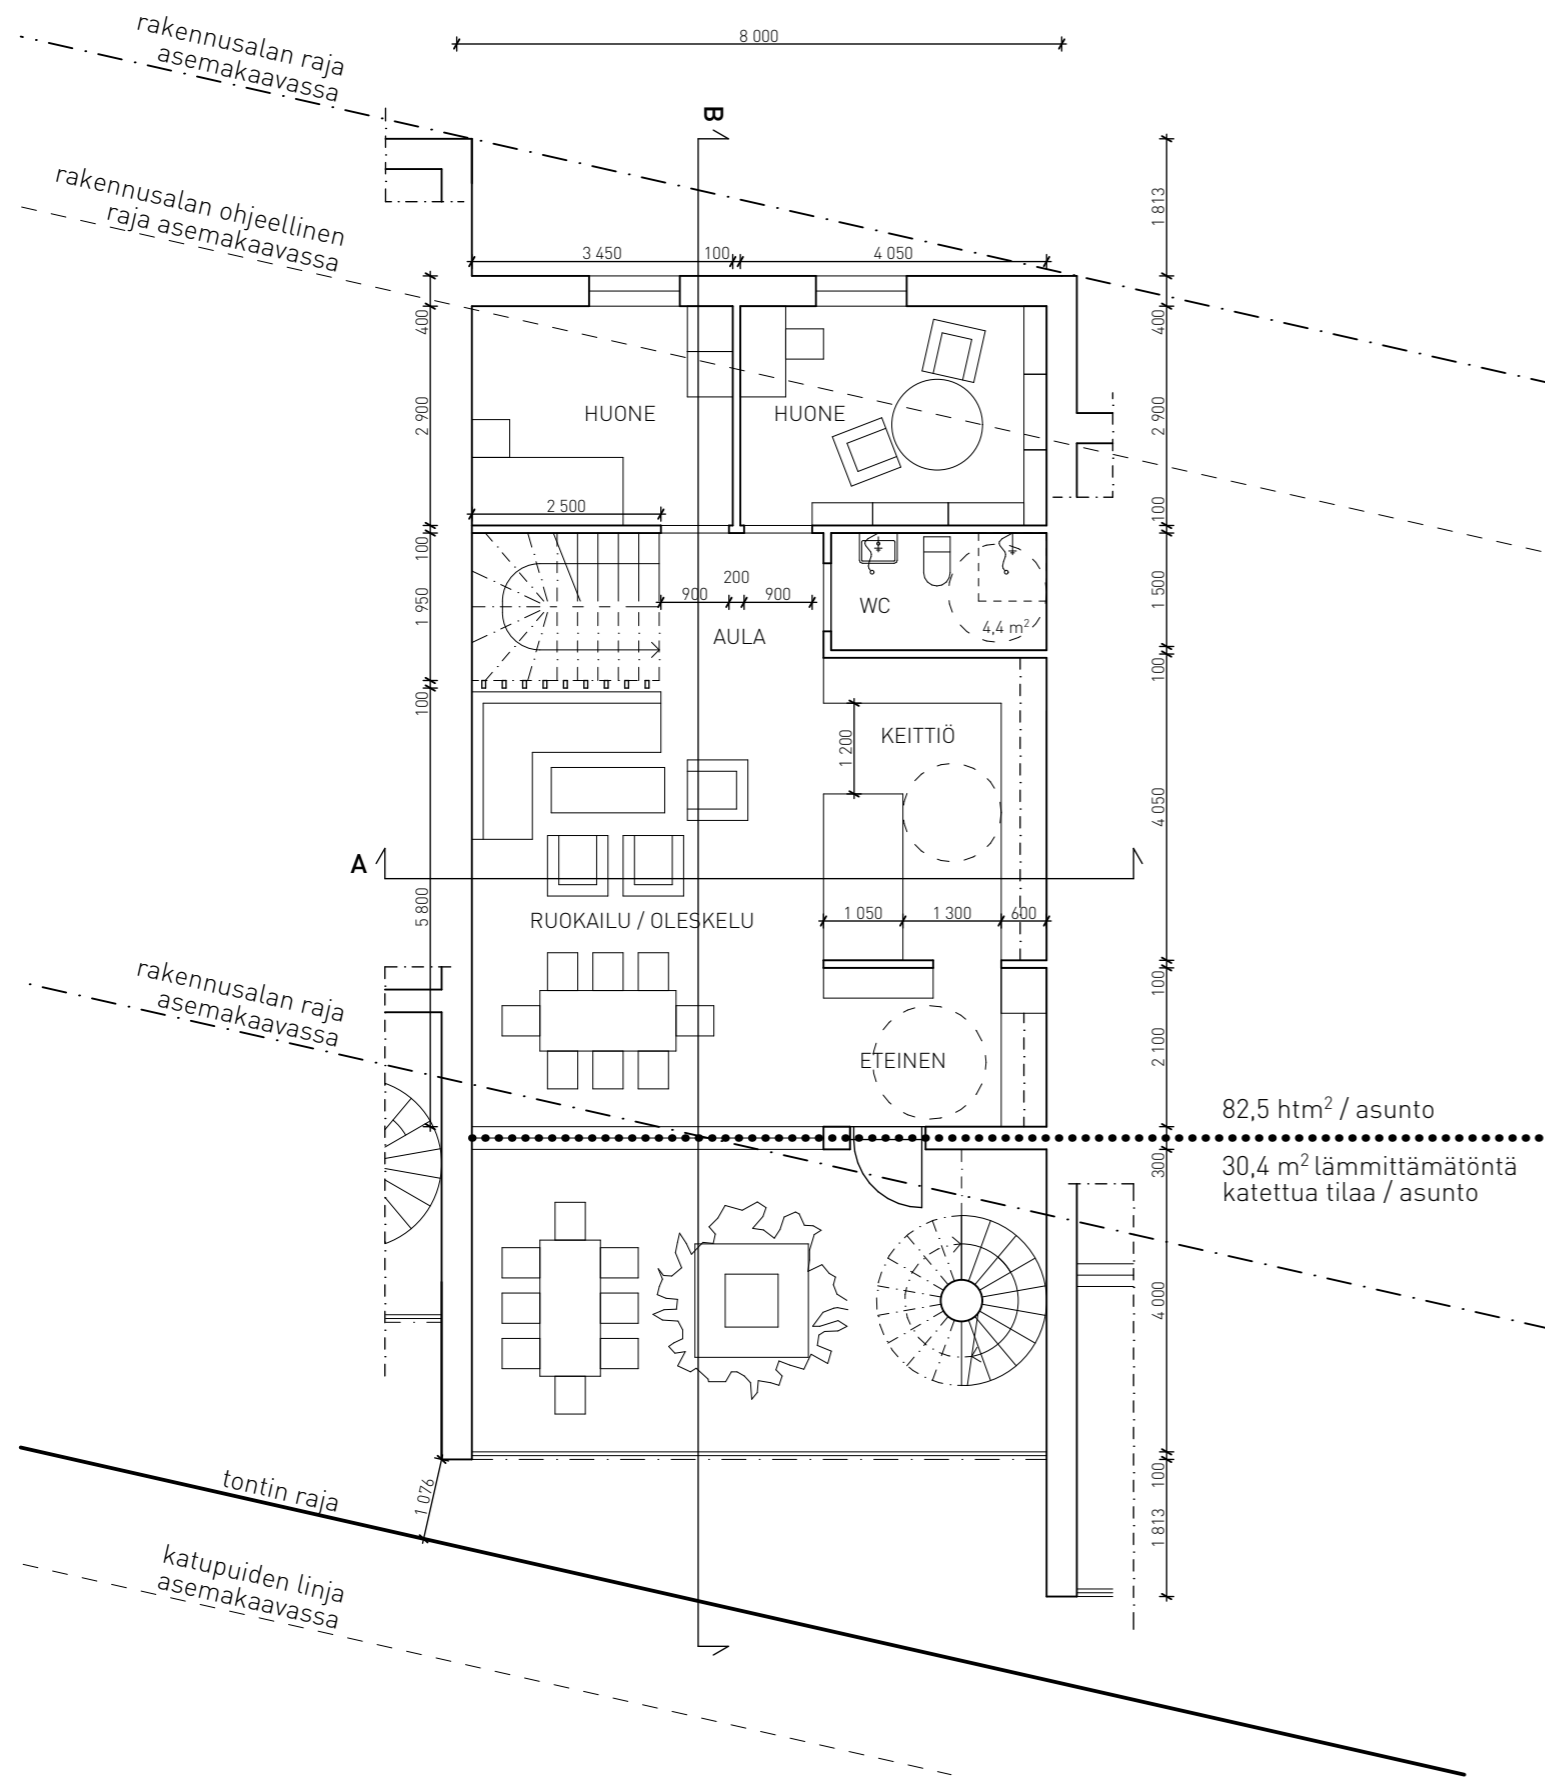 8 000
rakennusalan raja
asemakaavassa
B
rakennusalan ohjeellinen
raja asemakaavassa
1 813
3 450
100
4 050
400
400
2 900
HUONE
HUONE
2 900
2 500
100
100
200
900
900
1 950
AULA
WC
4,4 m²
1 500
100
100
1 200
KEITTIÖ
4 050
A
5 800
RUOKAILU / OLESKELU
1 050
1 300
600
rakennusalan raja
asemakaavassa
100
ETEINEN
2 100
82,5 htm² / asunto
300
30,4 m² lämmittämätöntä
katettua tilaa / asunto
4 000
tontin raja
1 076
100
1 813
katupuiden linja
asemakaavassa